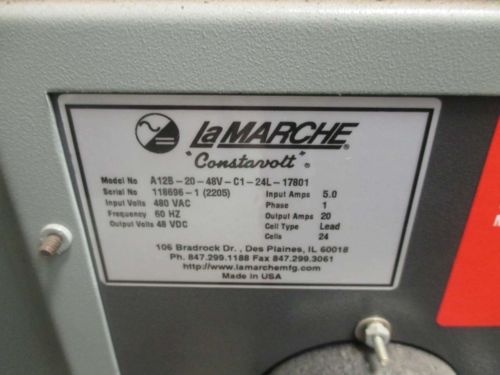 LaMARCHE®
"Constavolt"®
Model No A12B-20-48V-C1-24L-17801
Serial No 118696-1 (2205) Input Amps 5.0
Input Volts 480 VAC Phase 1
Frequency 60 HZ Output Amps 20
Output Volts 48 VDC Cell Type Lead
Cells 24
106 Bradrock Dr. , Des Plaines, IL 60018
Ph. 847.299.1188 Fax 847.299.3061
http://www.lamarchemfg.com
Made in USA